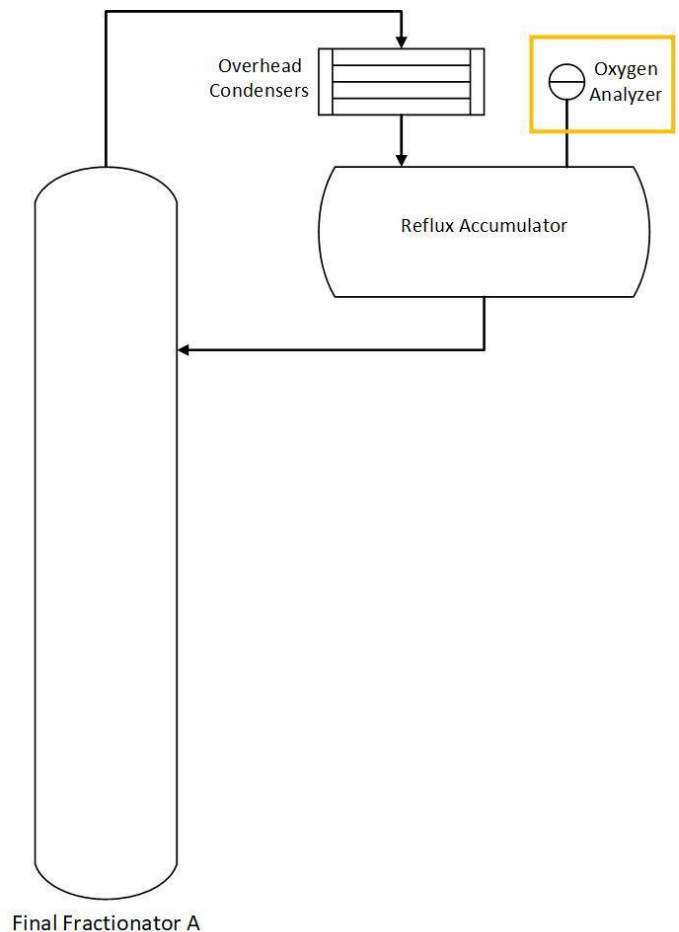 Overhead
Condensers
Oxygen
Analyzer
Reflux Accumulator
Final Fractionator A